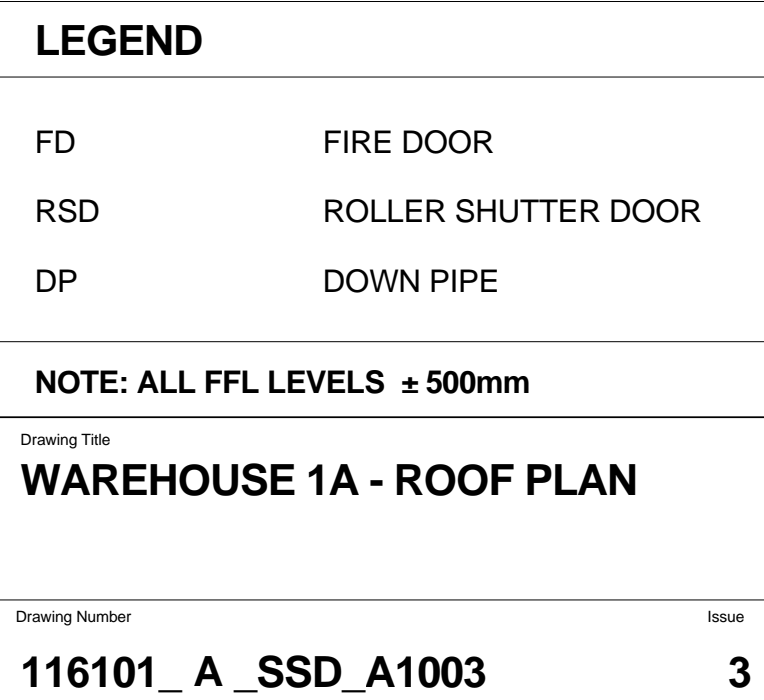 LEGEND
FD FIRE DOOR
RSD ROLLER SHUTTER DOOR
DP DOWN PIPE
NOTE: ALL FFL LEVELS ± 500mm
Drawing Title
WAREHOUSE 1A - ROOF PLAN
Drawing Number Issue
116101_ A _SSD_A1003 3